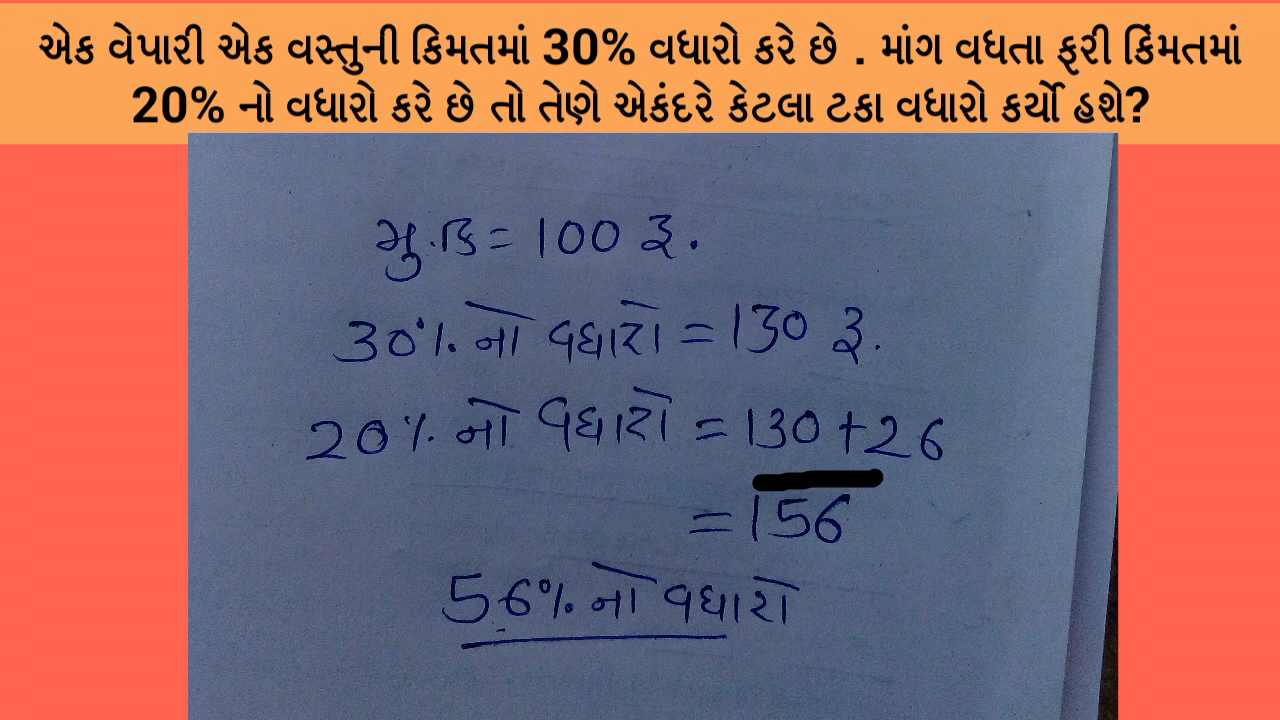 એક વેપારી એક વસ્તુની કિમતમાં 30% વધારો કરે છે . માંગ વધતા ફરી કિંમતમાં
20% નો વધારો કરે છે તો તેણે એકંદરે કેટલા ટકા વધારો કર્યો હશે?
મુ.કિ = 100 રૂ.
30% નો વધારો = 130 રૂ.
20% નો વધારો = 130 + 26
= 156
56% નો વધારો